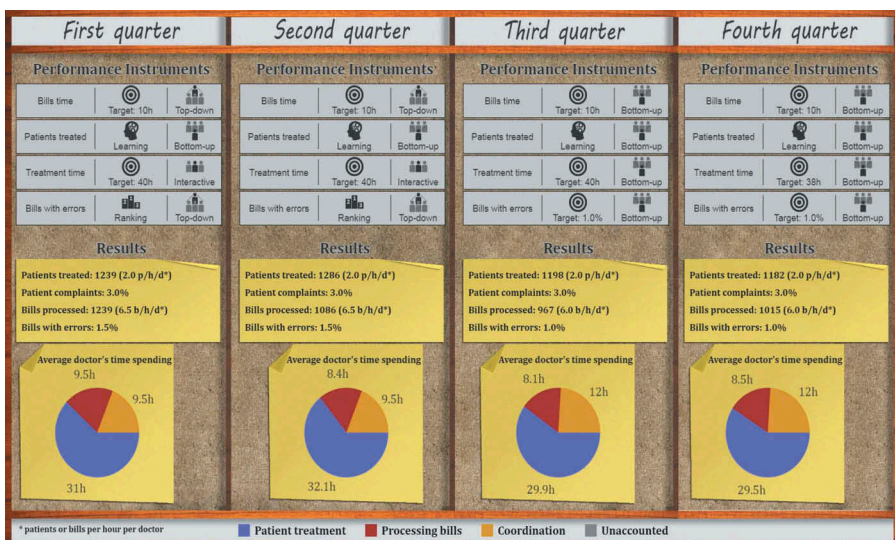 First quarter
Second quarter
Third quarter
Fourth quarter
Performance Instruments
Bills time
Target: 10h
Top-down
Patients treated
Learning
Bottom-up
Treatment time
Target: 40h
Interactive
Bills with errors
Ranking
Top-down
Results
Patients treated: 1239 (2.0 p/h/d*)
Patient complaints: 3.0%
Bills processed: 1239 (6.5 b/h/d*)
Bills with errors: 1.5%
Average doctor's time spending
9.5h
9.5h
31h
Performance Instruments
Bills time
Target: 10h
Top-down
Patients treated
Learning
Bottom-up
Treatment time
Target: 40h
Interactive
Bills with errors
Ranking
Top-down
Results
Patients treated: 1286 (2.0 p/h/d*)
Patient complaints: 3.0%
Bills processed: 1086 (6.5 b/h/d*)
Bills with errors: 1.5%
Average doctor's time spending
8.4h
9.5h
32.1h
Performance Instruments
Bills time
Target: 10h
Bottom-up
Patients treated
Learning
Bottom-up
Treatment time
Target: 40h
Bottom-up
Bills with errors
Target: 1.0%
Bottom-up
Results
Patients treated: 1198 (2.0 p/h/d*)
Patient complaints: 3.0%
Bills processed: 967 (6.0 b/h/d*)
Bills with errors: 1.0%
Average doctor's time spending
8.1h
12h
29.9h
Performance Instruments
Bills time
Target: 10h
Bottom-up
Patients treated
Learning
Bottom-up
Treatment time
Target: 38h
Bottom-up
Bills with errors
Target: 1.0%
Bottom-up
Results
Patients treated: 1182 (2.0 p/h/d*)
Patient complaints: 3.0%
Bills processed: 1015 (6.0 b/h/d*)
Bills with errors: 1.0%
Average doctor's time spending
8.5h
12h
29.5h
* patients or bills per hour per doctor
Patient treatment
Processing bills
Coordination
Unaccounted